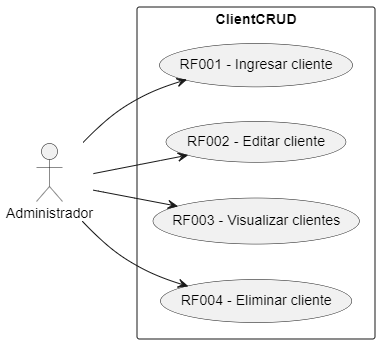 ClientCRUD
RF001 - Ingresar cliente
RF002 - Editar cliente
Administrador
RF003 - Visualizar clientes
RF004 - Eliminar cliente